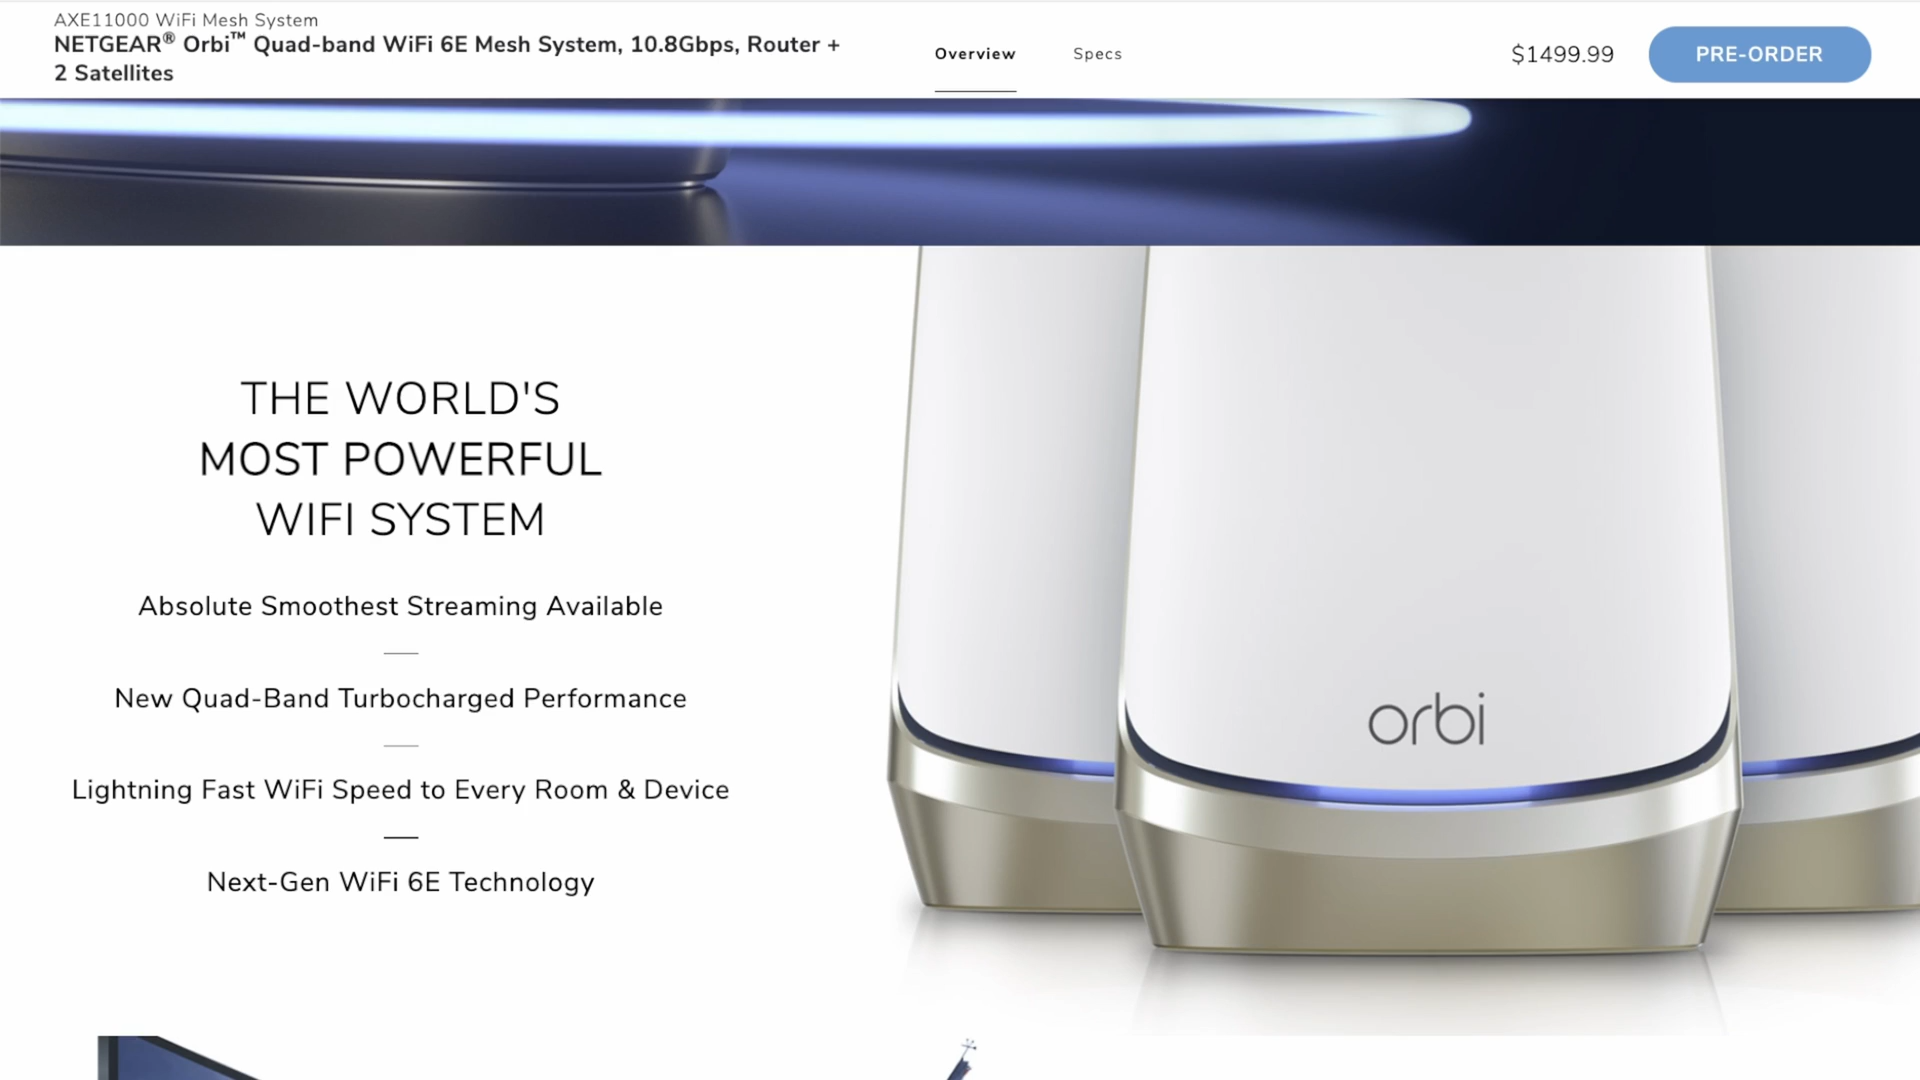 AXE11000 WiFi Mesh System
NETGEAR® Orbi™ Quad-band WiFi 6E Mesh System, 10.8Gbps, Router +
2 Satellites
Overview
Specs
$1499.99
PRE-ORDER
THE WORLD'S
MOST POWERFUL
WIFI SYSTEM
Absolute Smoothest Streaming Available
New Quad-Band Turbocharged Performance
Lightning Fast WiFi Speed to Every Room & Device
Next-Gen WiFi 6E Technology
orbi